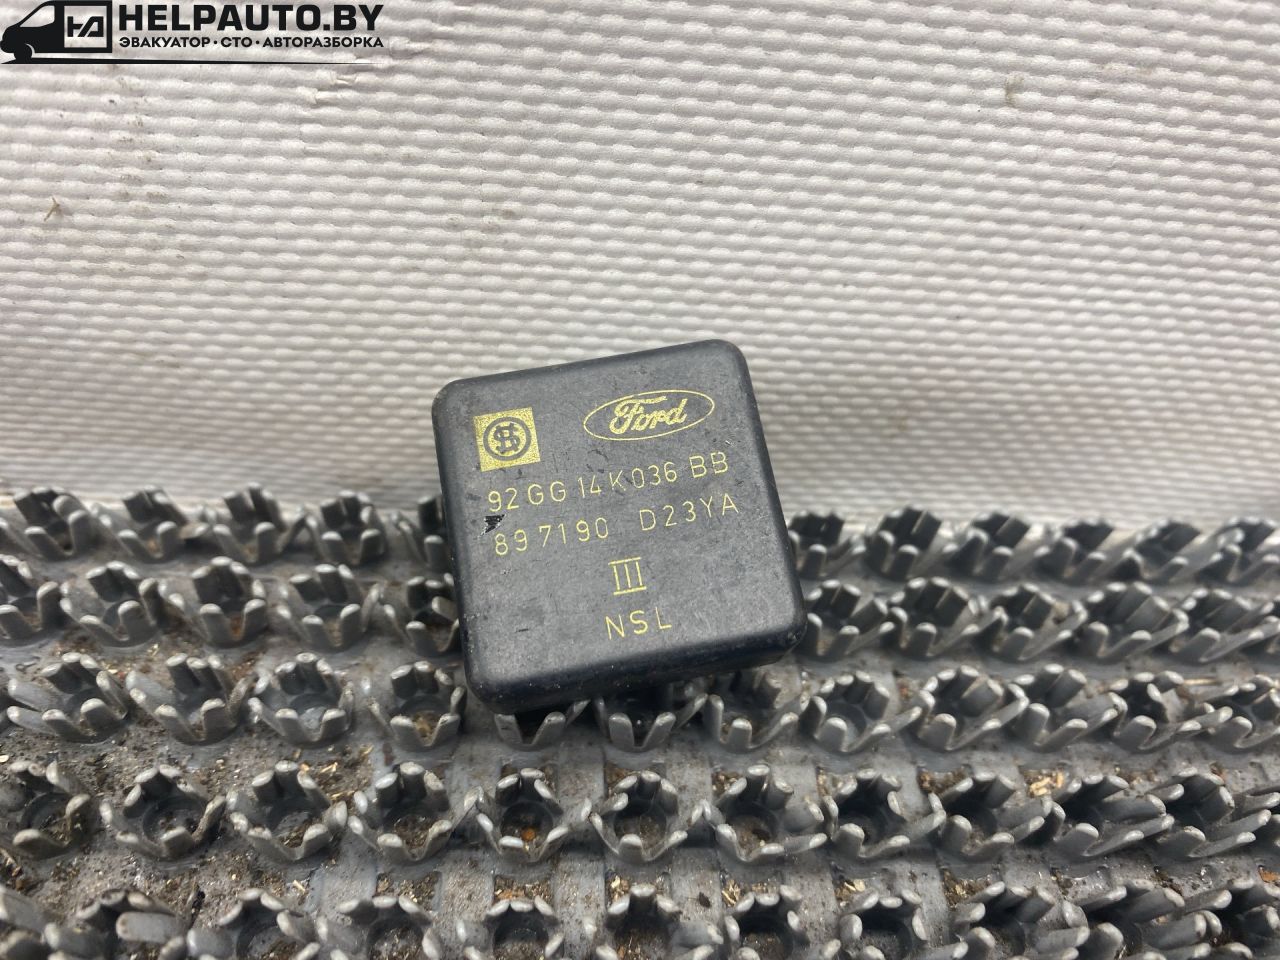 HELPAUTO.BY
ЭВАКУАТОР·СТО·АВТОРАЗБОРКА
Ford
92GG 14K036 BB
897190 D23YA
III
NSL